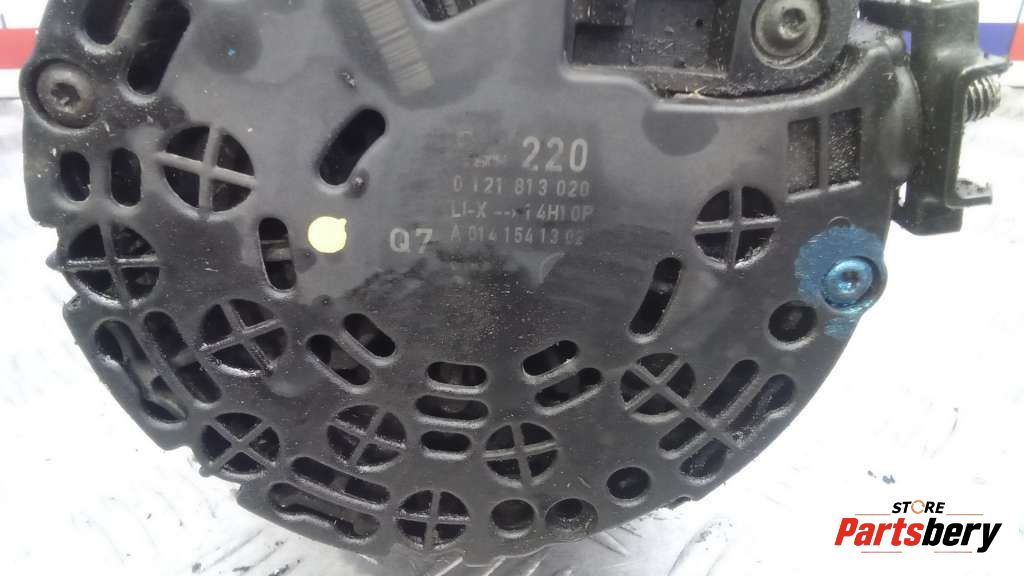 220
0 121 813 020
LI-X --→ 14H10P
A 014 154 13 02
Q7
STORE
Partsbery